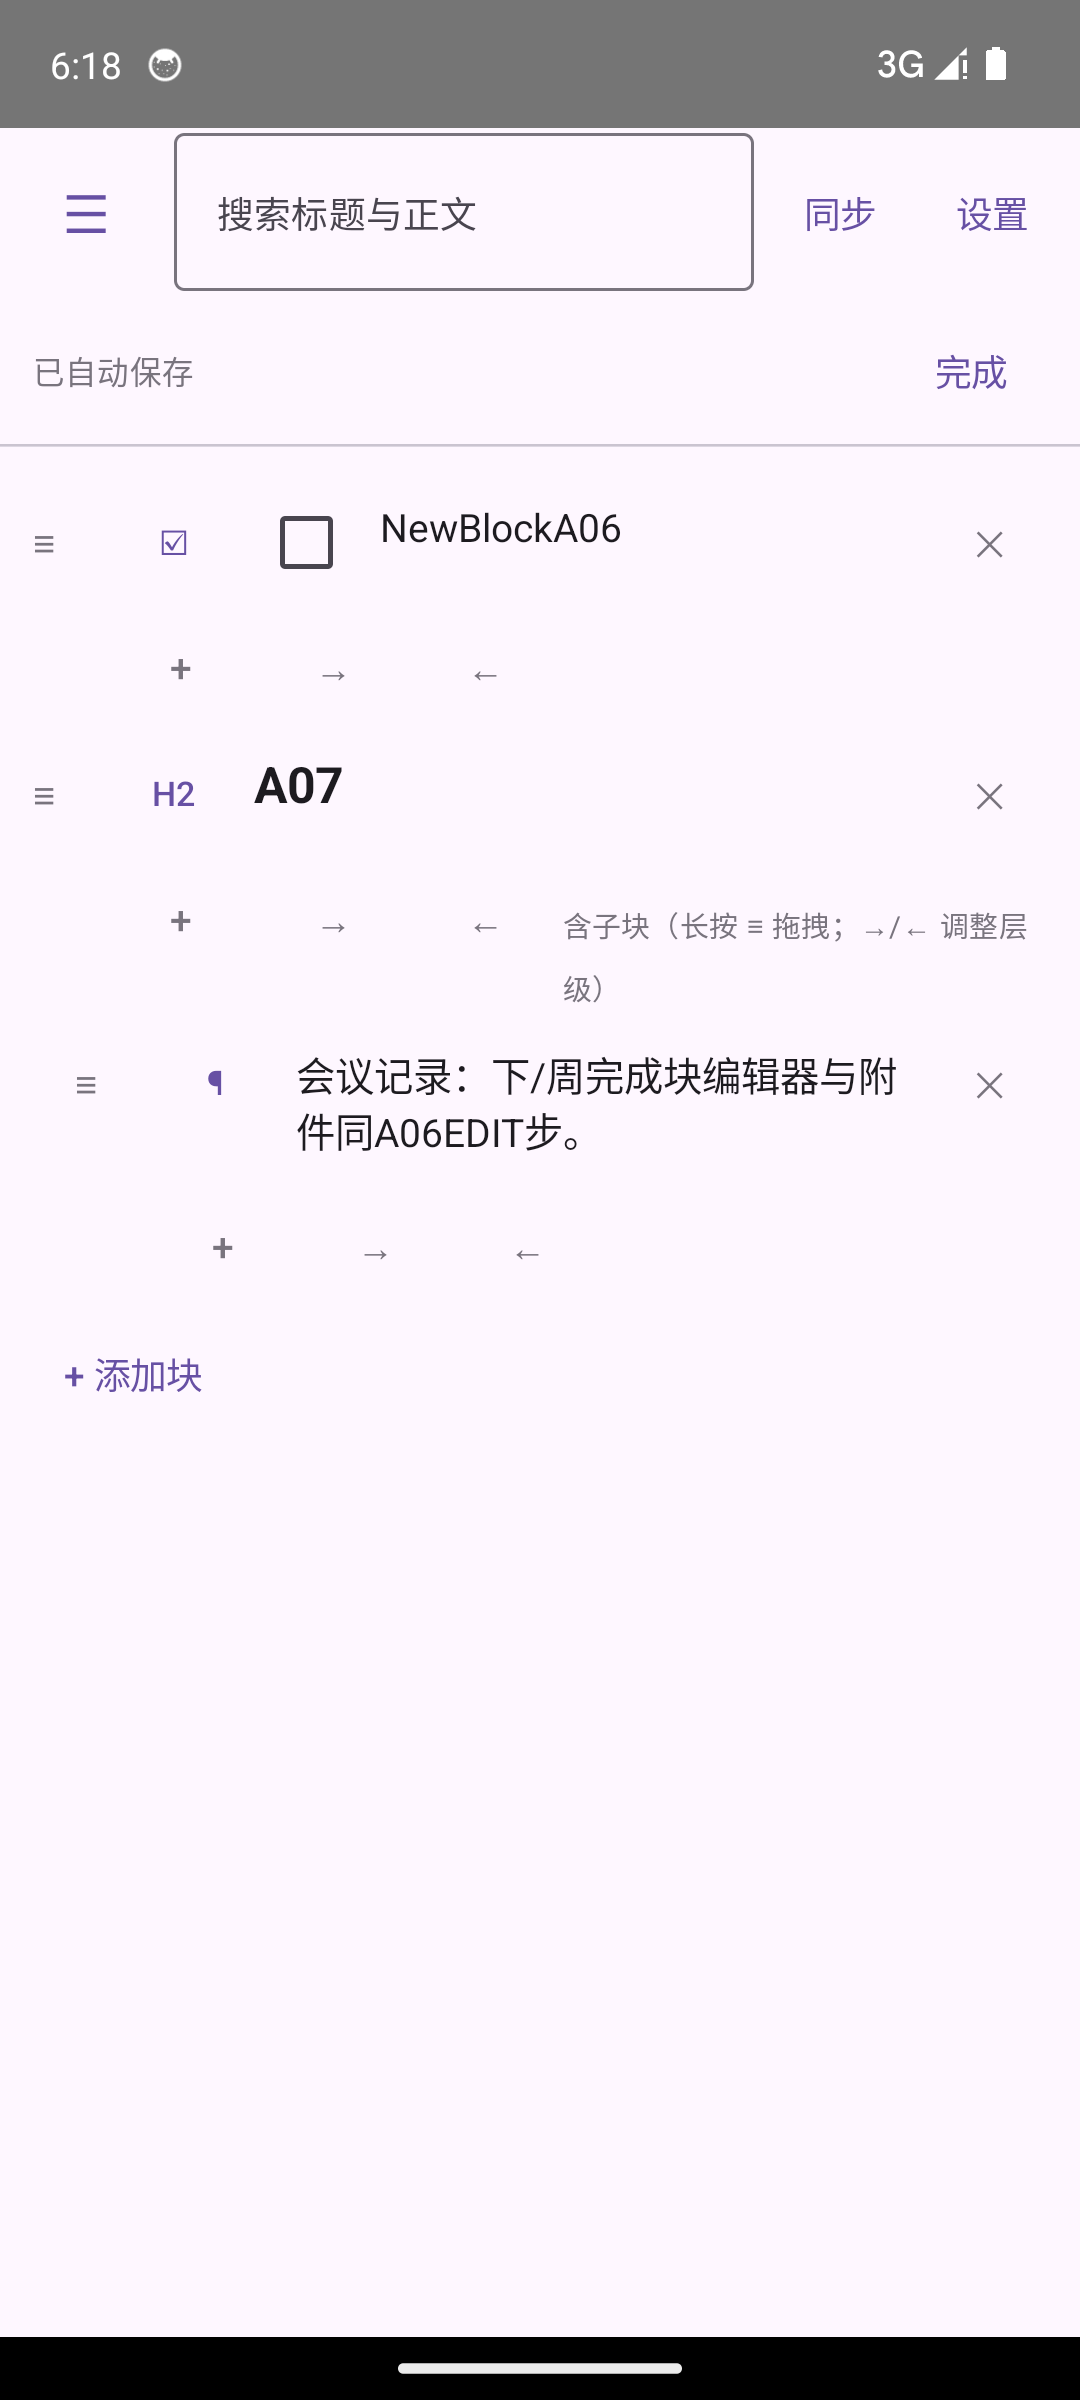 6:18 3G
☰ 搜索标题与正文 同步 设置
已自动保存 完成
≡ ☑ NewBlockA06 ×
+ → ←
≡ H2 A07 ×
+ → ← 含子块（长按 ≡ 拖拽；→/← 调整层
级）
≡ ¶ 会议记录：下/周完成块编辑器与附 ×
件同A06EDIT步。
+ → ←
+ 添加块